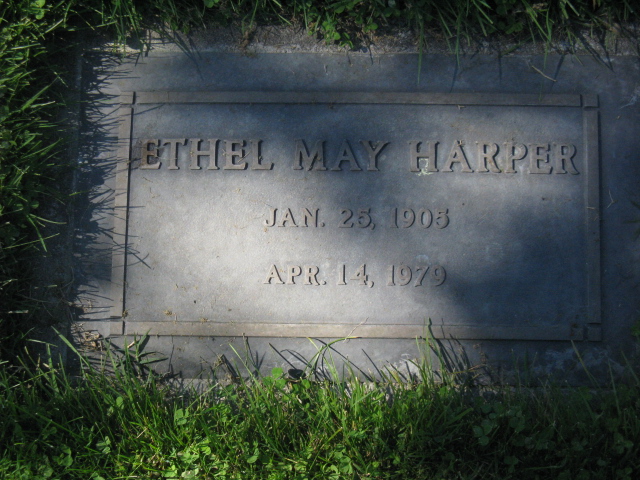 ETHEL MAY HARPER
JAN. 25, 1905
APR. 14, 1979